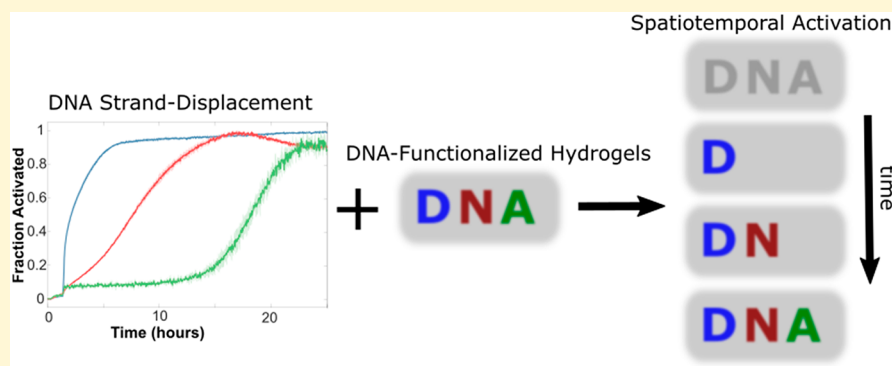 Spatiotemporal Activation
DNA
DNA Strand-Displacement
1
0.8
0.6
0.4
0.2
0
Fraction Activated
0
10
20
Time (hours)
+
DNA-Functionalized Hydrogels
DNA
D
DN
DNA
time